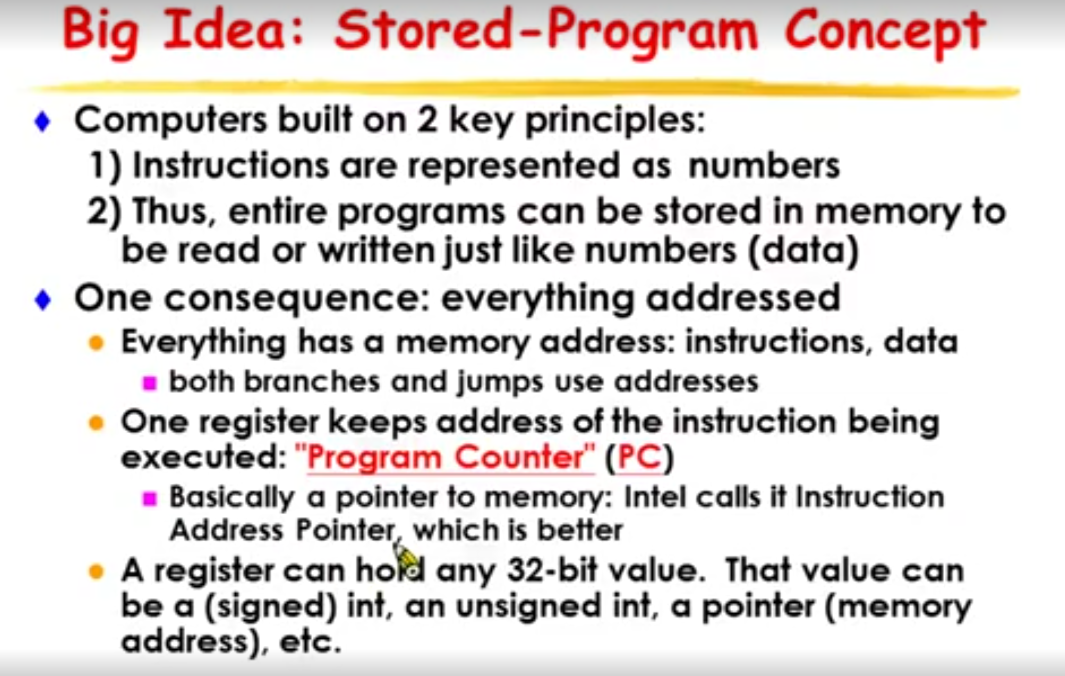 Big Idea: Stored-Program Concept
Computers built on 2 key principles:
1) Instructions are represented as numbers
2) Thus, entire programs can be stored in memory to
be read or written just like numbers (data)
One consequence: everything addressed
Everything has a memory address: instructions, data
both branches and jumps use addresses
One register keeps address of the instruction being
executed: "Program Counter" (PC)
Basically a pointer to memory: Intel calls it Instruction
Address Pointer, which is better
A register can hold any 32-bit value. That value can
be a (signed) int, an unsigned int, a pointer (memory
address), etc.